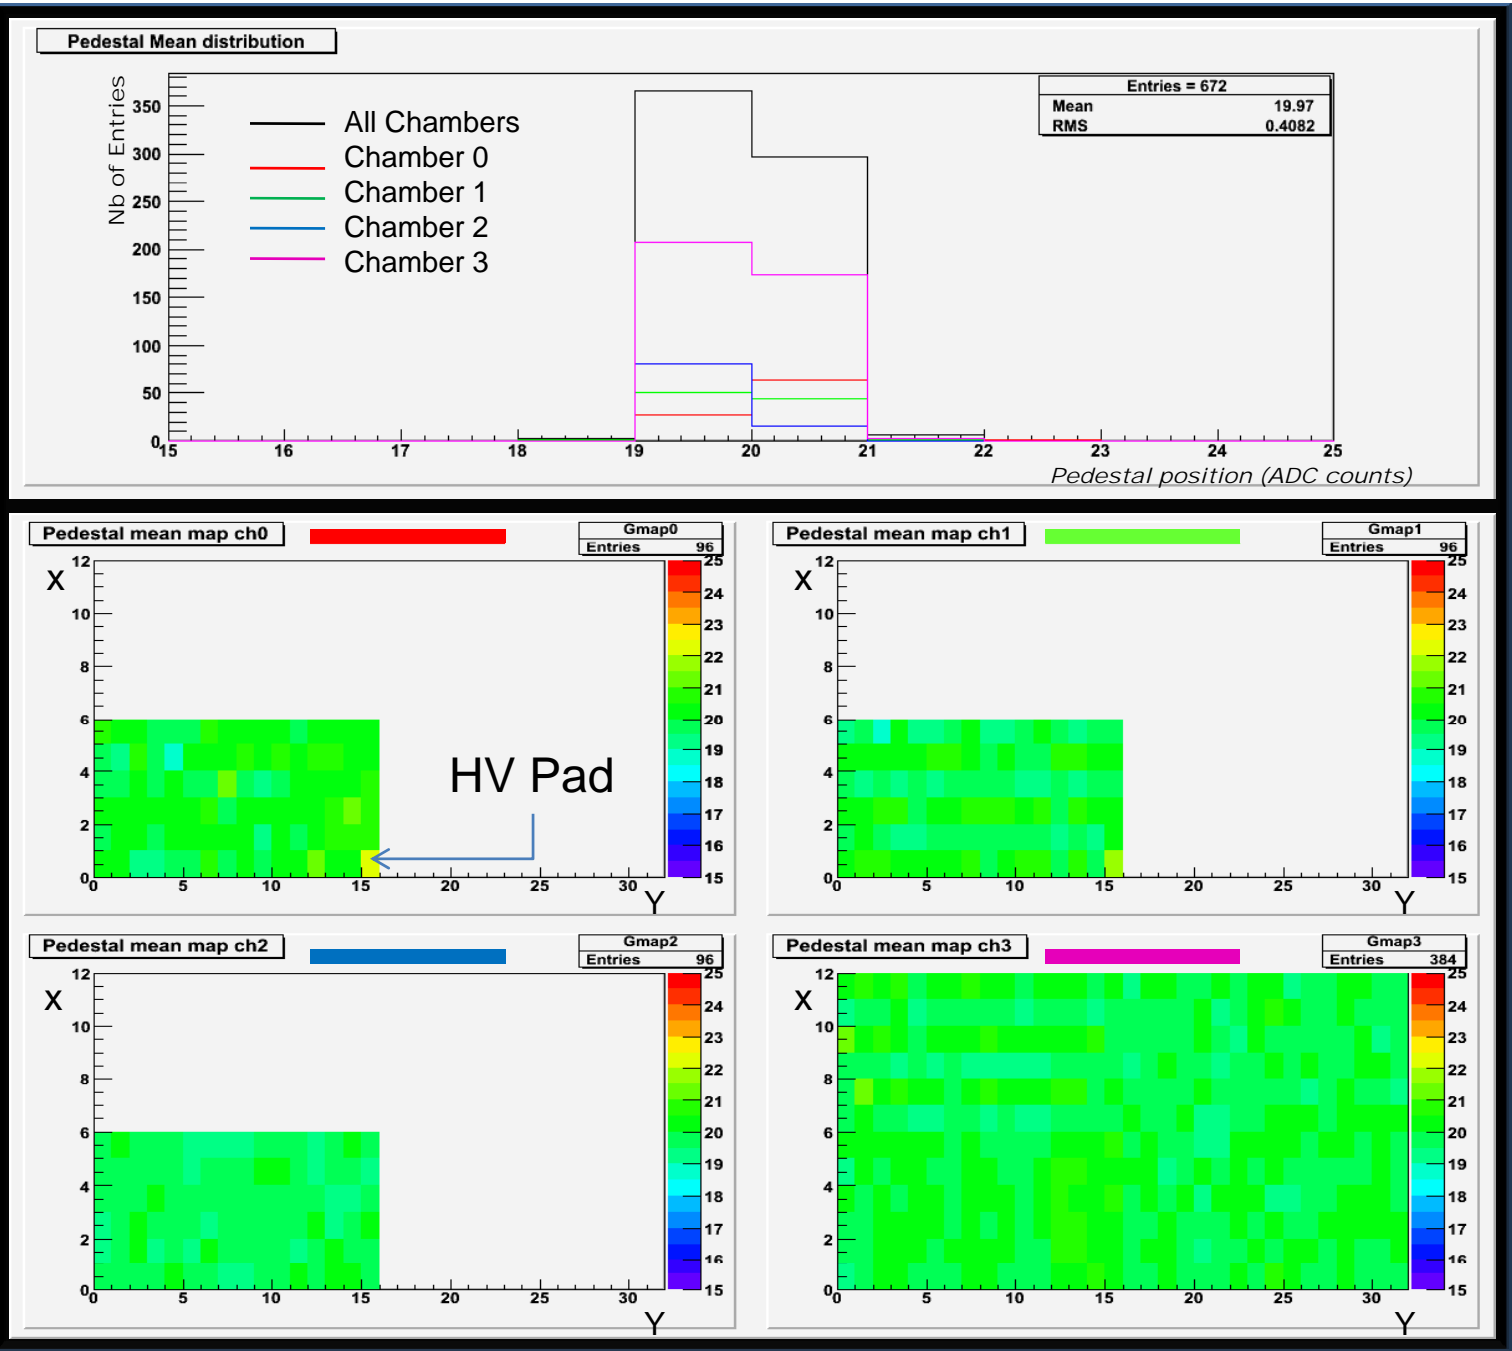 Pedestal Mean distribution
Nb of Entries
Entries = 672
Mean 19.97
RMS 0.4082
All Chambers
Chamber 0
Chamber 1
Chamber 2
Chamber 3
350
300
250
200
150
100
50
0
15 16 17 18 19 20 21 22 23 24 25
Pedestal position (ADC counts)
Pedestal mean map ch0
Gmap0
Entries 96
X
12
10
8
6
4
2
0
0 5 10 15 20 25 30
Y
25
24
23
22
21
20
19
18
17
16
15
HV Pad
Pedestal mean map ch1
Gmap1
Entries 96
X
12
10
8
6
4
2
0
0 5 10 15 20 25 30
Y
25
24
23
22
21
20
19
18
17
16
15
Pedestal mean map ch2
Gmap2
Entries 96
X
12
10
8
6
4
2
0
0 5 10 15 20 25 30
Y
25
24
23
22
21
20
19
18
17
16
15
Pedestal mean map ch3
Gmap3
Entries 384
X
12
10
8
6
4
2
0
0 5 10 15 20 25 30
Y
25
24
23
22
21
20
19
18
17
16
15